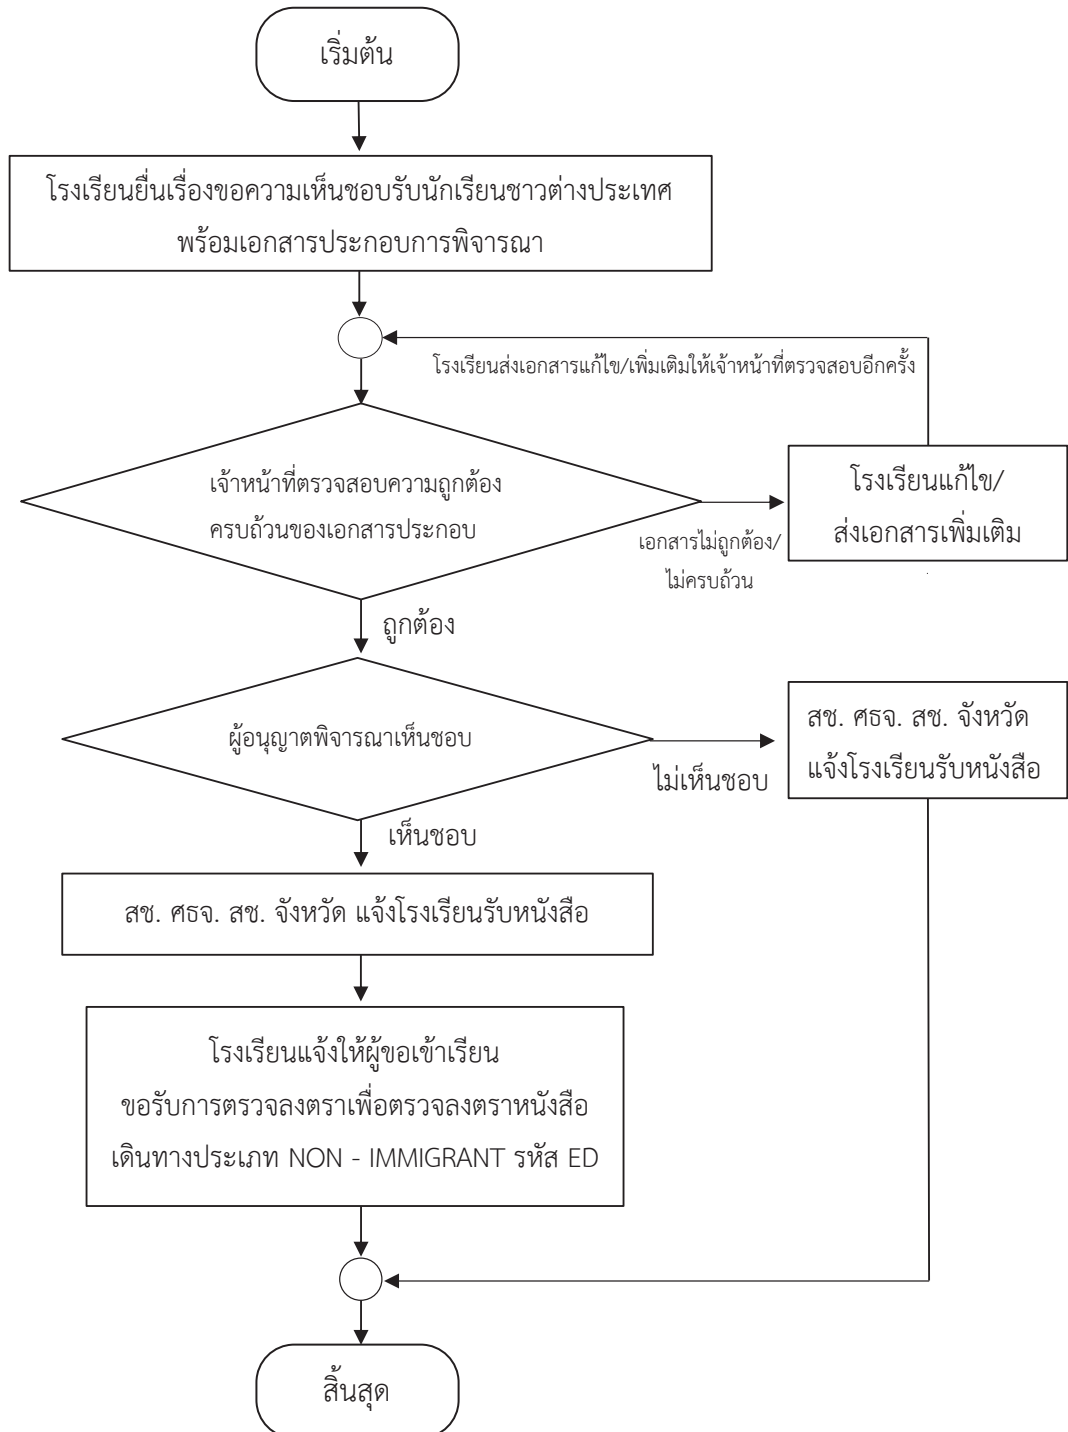 เริ่มต้น
โรงเรียนยื่นเรื่องขอความเห็นชอบรับนักเรียนชาวต่างประเทศ
พร้อมเอกสารประกอบการพิจารณา
โรงเรียนส่งเอกสารแก้ไข/เพิ่มเติมให้เจ้าหน้าที่ตรวจสอบอีกครั้ง
เจ้าหน้าที่ตรวจสอบความถูกต้อง
ครบถ้วนของเอกสารประกอบ
เอกสารไม่ถูกต้อง/
ไม่ครบถ้วน
โรงเรียนแก้ไข/
ส่งเอกสารเพิ่มเติม
ถูกต้อง
ผู้อนุญาตพิจารณาเห็นชอบ
ไม่เห็นชอบ
สช. ศธจ. สช. จังหวัด
แจ้งโรงเรียนรับหนังสือ
เห็นชอบ
สช. ศธจ. สช. จังหวัด แจ้งโรงเรียนรับหนังสือ
โรงเรียนแจ้งให้ผู้ขอเข้าเรียน
ขอรับการตรวจลงตราเพื่อตรวจลงตราหนังสือ
เดินทางประเภท NON - IMMIGRANT รหัส ED
สิ้นสุด